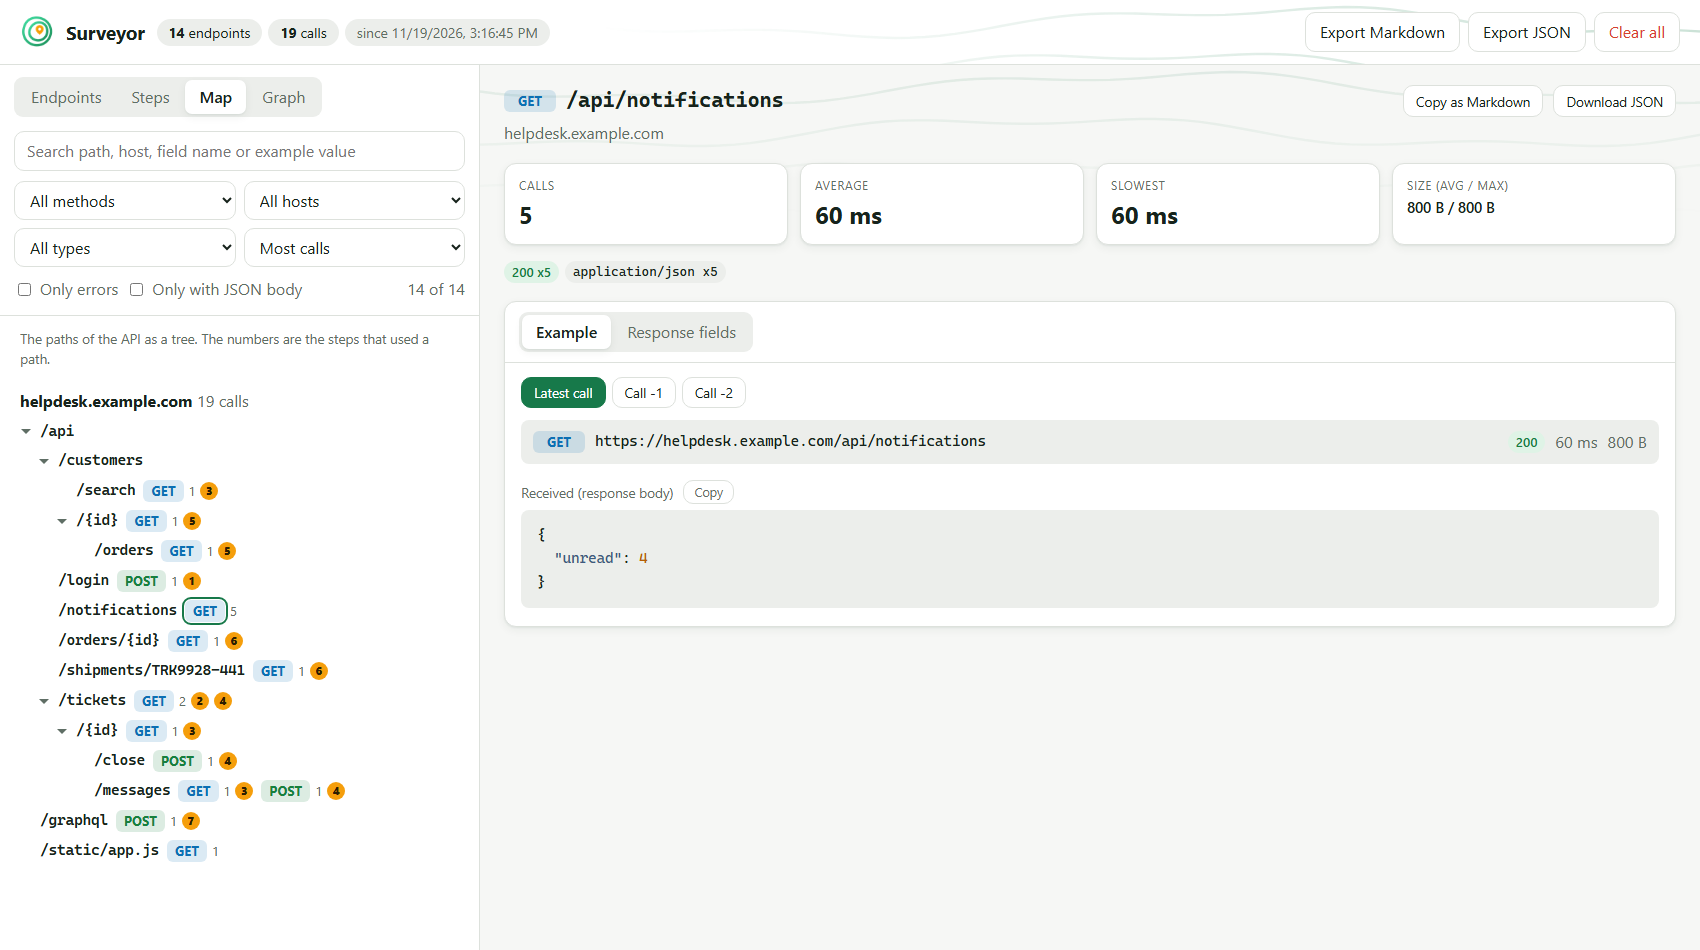 Surveyor
14 endpoints
19 calls
since 11/19/2026, 3:16:45 PM
Export Markdown
Export JSON
Clear all
Endpoints
Steps
Map
Graph
Search path, host, field name or example value
All methods
All hosts
All types
Most calls
Only errors
Only with JSON body
14 of 14
The paths of the API as a tree. The numbers are the steps that used a
path.
helpdesk.example.com 19 calls
/api
/customers
/search GET 1 3
/{id} GET 1 5
/orders GET 1 5
/login POST 1 1
/notifications GET 5
/orders/{id} GET 1 6
/shipments/TRK9928-441 GET 1 6
/tickets GET 2 2 4
/{id} GET 1 3
/close POST 1 4
/messages GET 1 3 POST 1 4
/graphql POST 1 7
/static/app.js GET 1
GET /api/notifications
helpdesk.example.com
Copy as Markdown
Download JSON
CALLS
5
AVERAGE
60 ms
SLOWEST
60 ms
SIZE (AVG / MAX)
800 B / 800 B
200 x5
application/json x5
Example
Response fields
Latest call
Call -1
Call -2
GET https://helpdesk.example.com/api/notifications 200 60 ms 800 B
Received (response body) Copy
{
"unread": 4
}